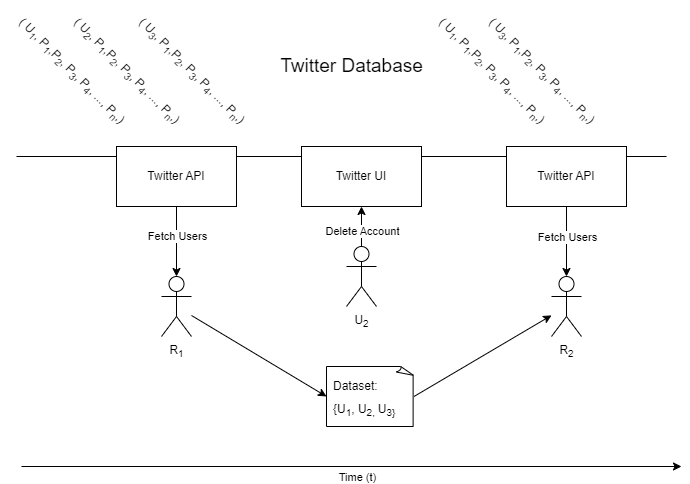 ( U1, P1,P2, P3, P4, ..., Pn,)
( U2, P1,P2, P3, P4, ..., Pn,)
( U3, P1,P2, P3, P4, ..., Pn,)
( U1, P1,P2, P3, P4, ..., Pn,)
( U3, P1,P2, P3, P4, ..., Pn,)
Twitter Database
Twitter API
Twitter UI
Twitter API
Fetch Users
Delete Account
Fetch Users
U2
R1
R2
Dataset:
{U1, U2, U3}
Time (t)